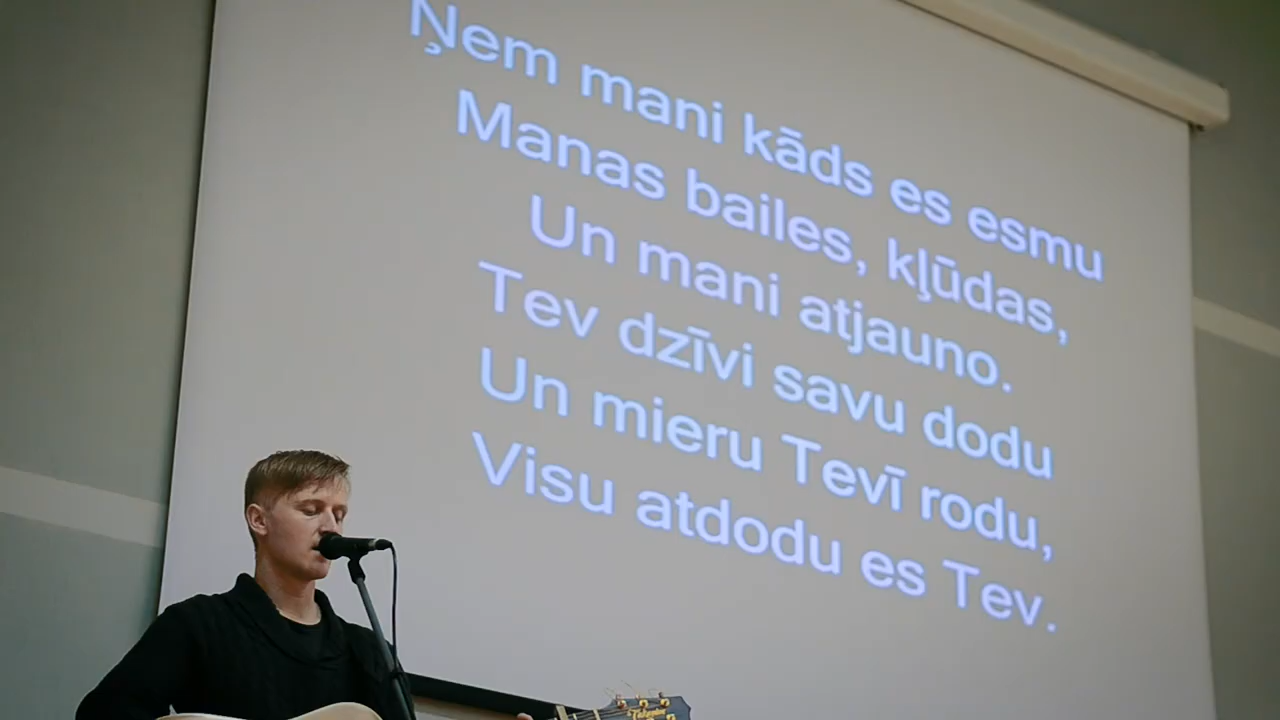 Ņem mani kāds es esmu
Manas bailes, kļūdas,
Un mani atjauno.
Tev dzīvi savu dodu
Un mieru Tevī rodu,
Visu atdodu es Tev.